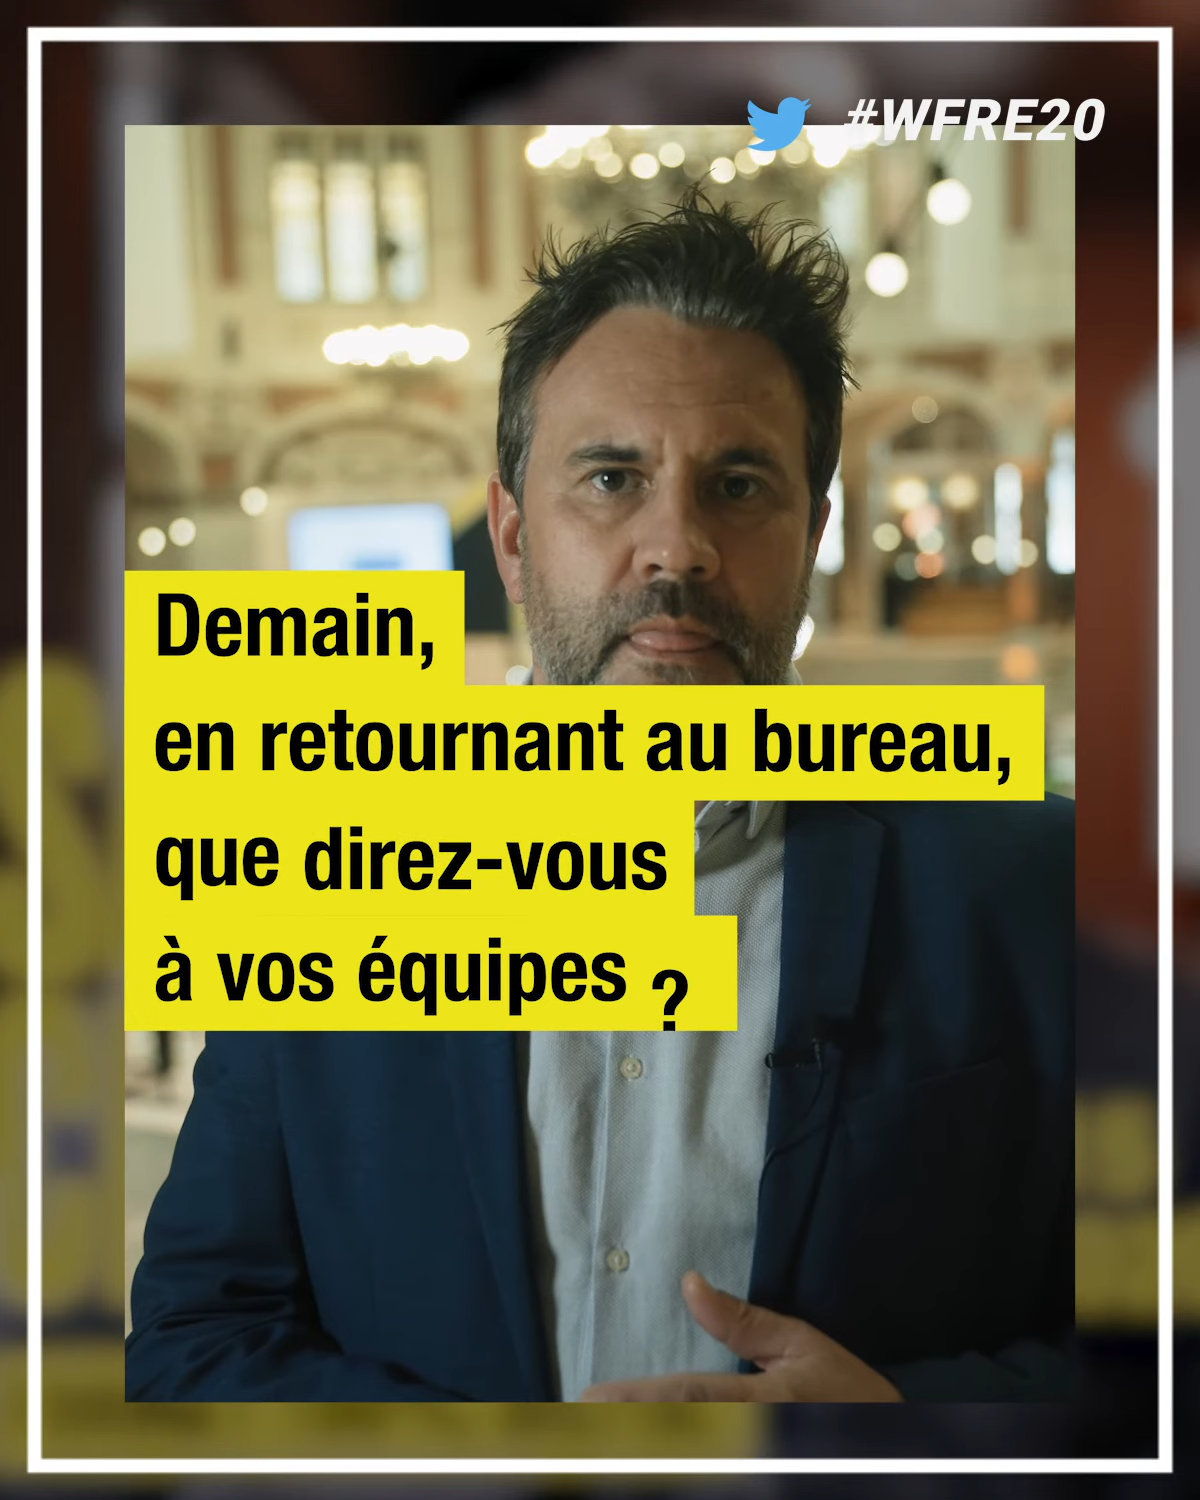 #WFRE20
Demain,
en retournant au bureau,
que direz-vous
à vos équipes ?